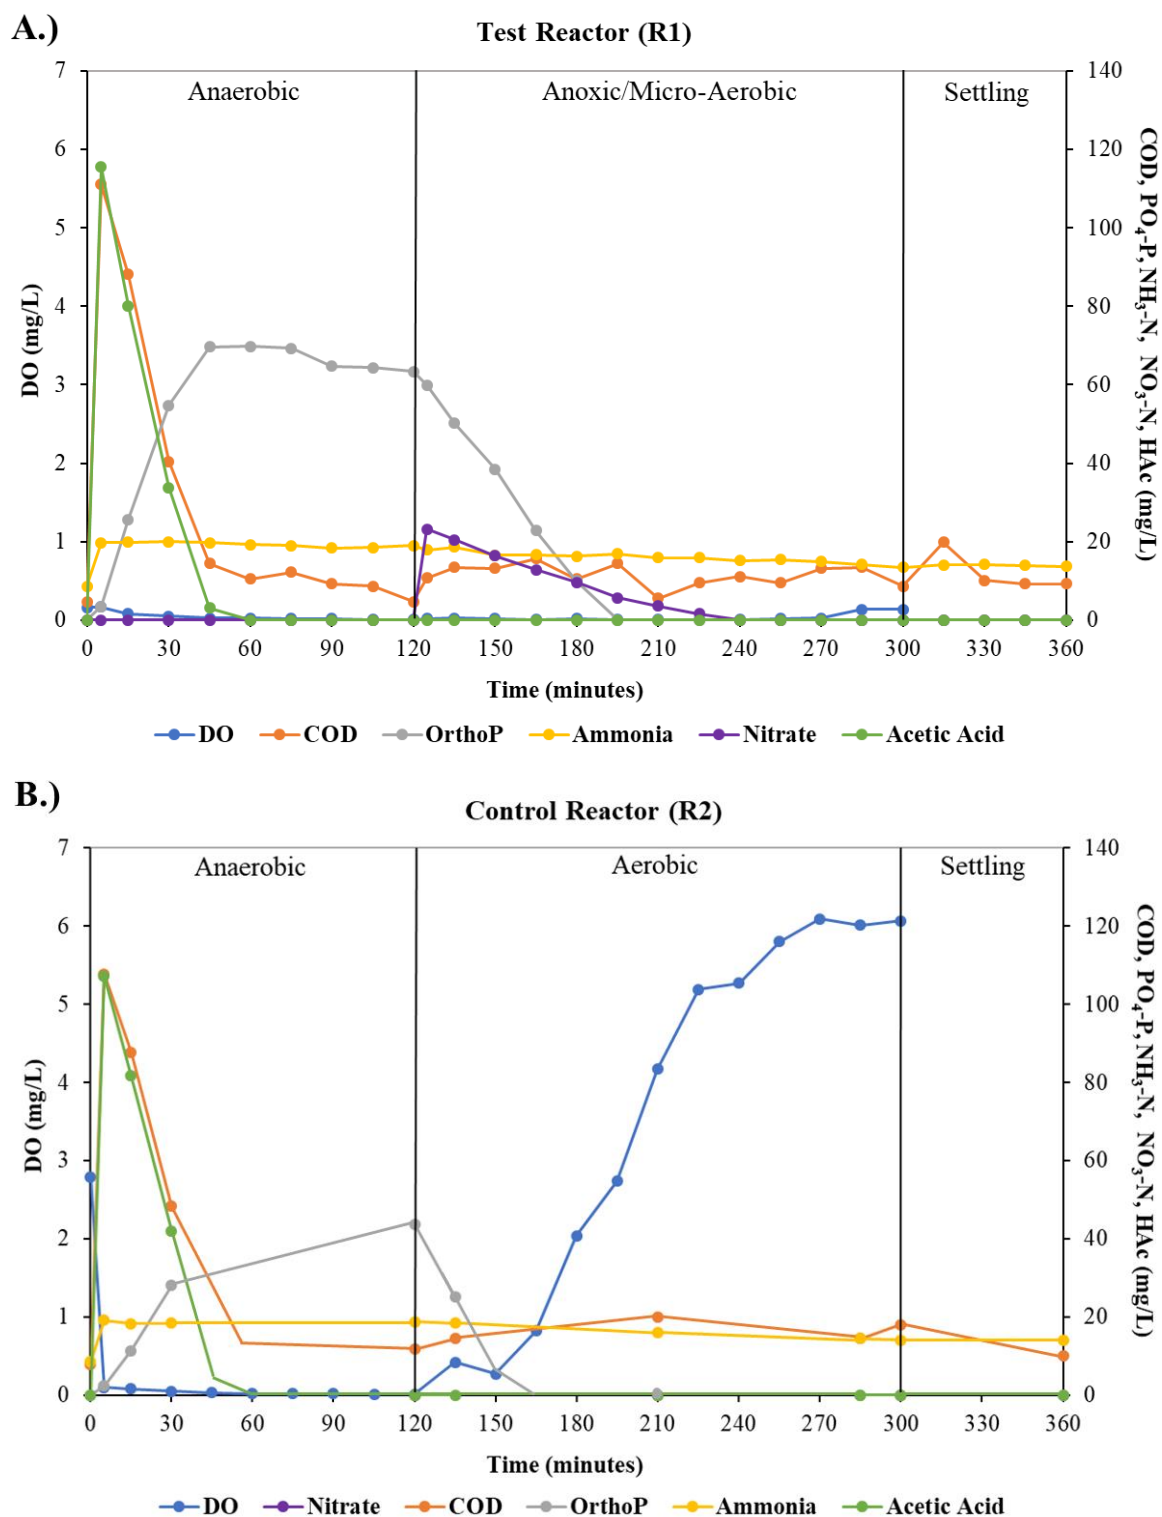 A.)
Test Reactor (R1)
Anaerobic Anoxic/Micro-Aerobic Settling
7 140
6 120
5 100
4 80
3 60
2 40
1 20
0 0
DO (mg/L)
COD, PO4-P, NH3-N, NO3-N, HAc (mg/L)
0 30 60 90 120 150 180 210 240 270 300 330 360
Time (minutes)
DO COD OrthoP Ammonia Nitrate Acetic Acid
B.)
Control Reactor (R2)
Anaerobic Aerobic Settling
7 140
6 120
5 100
4 80
3 60
2 40
1 20
0 0
DO (mg/L)
COD, PO4-P, NH3-N, NO3-N, HAc (mg/L)
0 30 60 90 120 150 180 210 240 270 300 330 360
Time (minutes)
DO Nitrate COD OrthoP Ammonia Acetic Acid